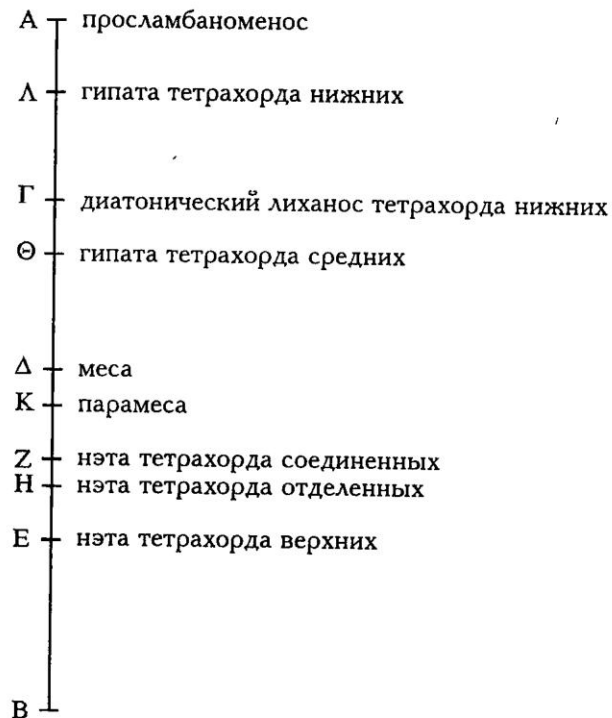 Α просламбаноменос
Λ гипата тетрахорда нижних
Γ диатонический лиханос тетрахорда нижних
Θ гипата тетрахорда средних
Δ меса
Κ парамеса
Ζ нэта тетрахорда соединенных
Η нэта тетрахорда отделенных
Ε нэта тетрахорда верхних
Β